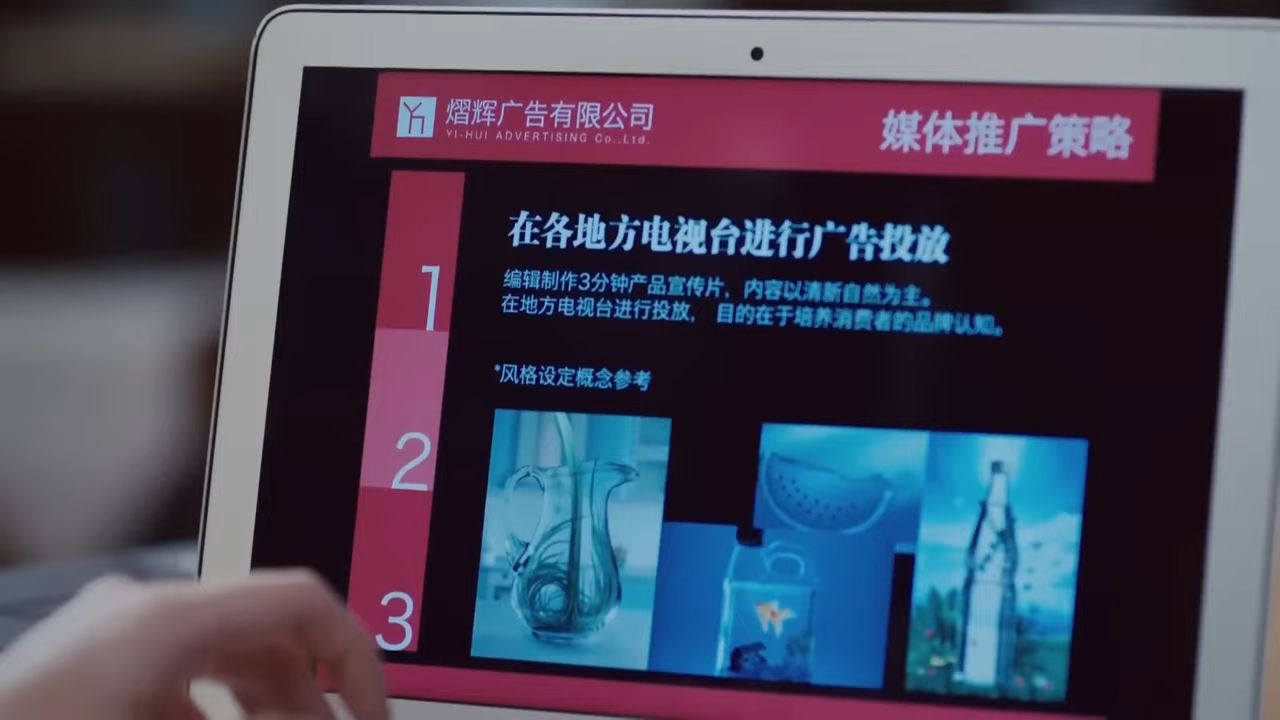 熠辉广告有限公司
YI-HUI ADVERTISING Co.,Ltd.
媒体推广策略
1
在各地方电视台进行广告投放
编辑制作3分钟产品宣传片，内容以清新自然为主。
在地方电视台进行投放， 目的在于培养消费者的品牌认知。
*风格设定概念参考
2
3